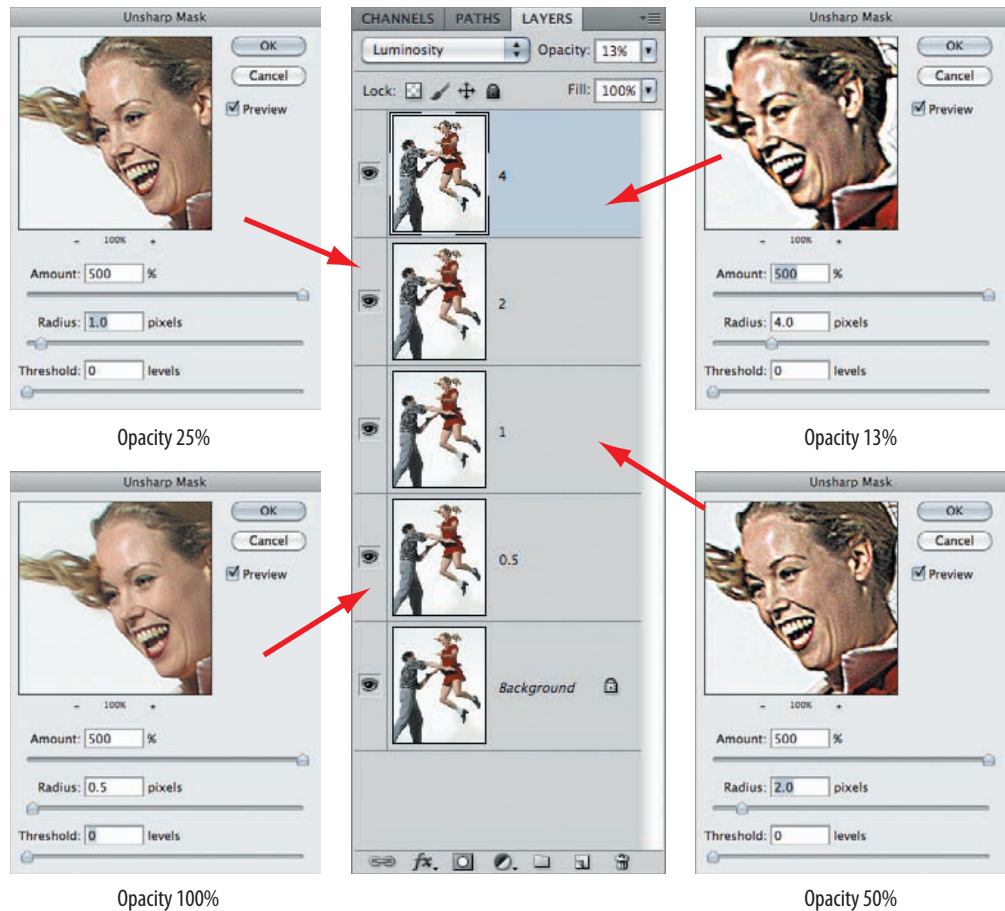 Unsharp Mask
OK
Cancel
Preview
- 100% +
Amount: 500 %
Radius: 1.0 pixels
Threshold: 0 levels
Opacity 25%
Unsharp Mask
OK
Cancel
Preview
- 100% +
Amount: 500 %
Radius: 0.5 pixels
Threshold: 0 levels
Opacity 100%
CHANNELS PATHS LAYERS
Luminosity Opacity: 13%
Lock: Fill: 100%
4
2
1
0.5
Background
fx
Unsharp Mask
OK
Cancel
Preview
- 100% +
Amount: 500 %
Radius: 4.0 pixels
Threshold: 0 levels
Opacity 13%
Unsharp Mask
OK
Cancel
Preview
- 100% +
Amount: 500 %
Radius: 2.0 pixels
Threshold: 0 levels
Opacity 50%